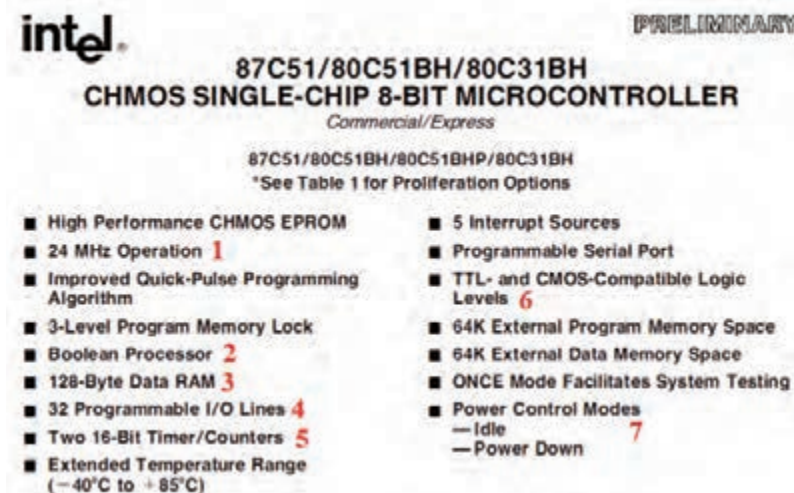 intel®
PRELIMINARY
87C51/80C51BH/80C31BH
CHMOS SINGLE-CHIP 8-BIT MICROCONTROLLER
Commercial/Express
87C51/80C51BH/80C51BHP/80C31BH
*See Table 1 for Proliferation Options
■ High Performance CHMOS EPROM
■ 24 MHz Operation 1
■ Improved Quick-Pulse Programming
Algorithm
■ 3-Level Program Memory Lock
■ Boolean Processor 2
■ 128-Byte Data RAM 3
■ 32 Programmable I/O Lines 4
■ Two 16-Bit Timer/Counters 5
■ Extended Temperature Range
(−40°C to +85°C)
■ 5 Interrupt Sources
■ Programmable Serial Port
■ TTL- and CMOS-Compatible Logic
Levels 6
■ 64K External Program Memory Space
■ 64K External Data Memory Space
■ ONCE Mode Facilitates System Testing
■ Power Control Modes
— Idle 7
— Power Down